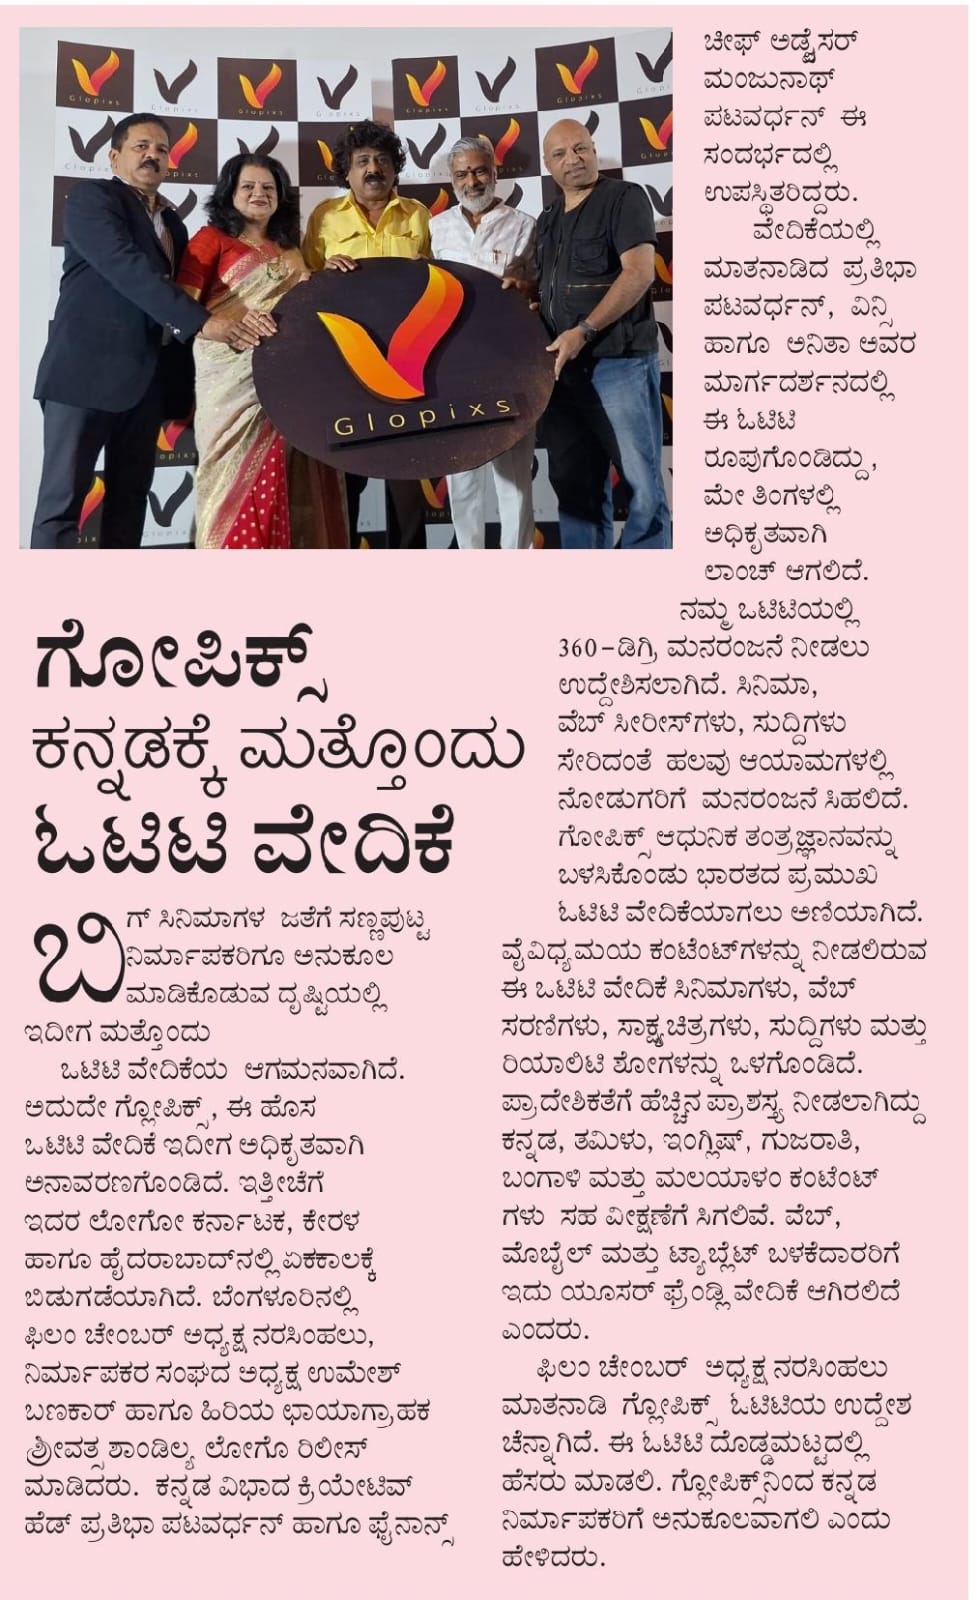 Glopixs
ಗೋಪಿಕ್ಸ್
ಕನ್ನಡಕ್ಕೆ ಮತ್ತೊಂದು
ಓಟಿಟಿ ವೇದಿಕೆ
ಬಿಗ್ ಸಿನಿಮಾಗಳ ಜತೆಗೆ ಸಣ್ಣಪುಟ್ಟ
ನಿರ್ಮಾಪಕರಿಗೂ ಅನುಕೂಲ
ಮಾಡಿಕೊಡುವ ದೃಷ್ಟಿಯಲ್ಲಿ
ಇದೀಗ ಮತ್ತೊಂದು
ಒಟಿಟಿ ವೇದಿಕೆಯ ಆಗಮನವಾಗಿದೆ.
ಅದುದೇ ಗ್ಲೋಪಿಕ್ಸ್, ಈ ಹೊಸ
ಒಟಿಟಿ ವೇದಿಕೆ ಇದೀಗ ಅಧಿಕೃತವಾಗಿ
ಅನಾವರಣಗೊಂಡಿದೆ. ಇತ್ತೀಚೆಗೆ
ಇದರ ಲೋಗೋ ಕರ್ನಾಟಕ, ಕೇರಳ
ಹಾಗೂ ಹೈದರಾಬಾದ್‌ನಲ್ಲಿ ಏಕಕಾಲಕ್ಕೆ
ಬಿಡುಗಡೆಯಾಗಿದೆ. ಬೆಂಗಳೂರಿನಲ್ಲಿ
ಫಿಲಂ ಚೇಂಬರ್ ಅಧ್ಯಕ್ಷ ನರಸಿಂಹಲು,
ನಿರ್ಮಾಪಕರ ಸಂಘದ ಅಧ್ಯಕ್ಷ ಉಮೇಶ್
ಬಣಕಾರ್ ಹಾಗೂ ಹಿರಿಯ ಛಾಯಾಗ್ರಾಹಕ
ಶ್ರೀವತ್ಸ ಶಾಂಡಿಲ್ಯ ಲೋಗೊ ರಿಲೀಸ್
ಮಾಡಿದರು. ಕನ್ನಡ ವಿಭಾದ ಕ್ರಿಯೇಟಿವ್
ಹೆಡ್ ಪ್ರತಿಭಾ ಪಟವರ್ಧನ್ ಹಾಗೂ ಫೈನಾನ್ಸ್
ಚೀಫ್ ಅಡ್ವೈಸರ್
ಮಂಜುನಾಥ್
ಪಟವರ್ಧನ್ ಈ
ಸಂದರ್ಭದಲ್ಲಿ
ಉಪಸ್ಥಿತರಿದ್ದರು.
ವೇದಿಕೆಯಲ್ಲಿ
ಮಾತನಾಡಿದ ಪ್ರತಿಭಾ
ಪಟವರ್ಧನ್, ವಿನ್ಸಿ
ಹಾಗೂ ಅನಿತಾ ಅವರ
ಮಾರ್ಗದರ್ಶನದಲ್ಲಿ
ಈ ಓಟಿಟಿ
ರೂಪುಗೊಂಡಿದ್ದು,
ಮೇ ತಿಂಗಳಲ್ಲಿ
ಅಧಿಕೃತವಾಗಿ
ಲಾಂಚ್ ಆಗಲಿದೆ.
ನಮ್ಮ ಒಟಿಟಿಯಲ್ಲಿ
360-ಡಿಗ್ರಿ ಮನರಂಜನೆ ನೀಡಲು
ಉದ್ದೇಶಿಸಲಾಗಿದೆ. ಸಿನಿಮಾ,
ವೆಬ್ ಸೀರೀಸ್‌ಗಳು, ಸುದ್ದಿಗಳು
ಸೇರಿದಂತೆ ಹಲವು ಆಯಾಮಗಳಲ್ಲಿ
ನೋಡುಗರಿಗೆ ಮನರಂಜನೆ ಸಿಹಲಿದೆ.
ಗೋಪಿಕ್ಸ್ ಆಧುನಿಕ ತಂತ್ರಜ್ಞಾನವನ್ನು
ಬಳಸಿಕೊಂಡು ಭಾರತದ ಪ್ರಮುಖ
ಓಟಿಟಿ ವೇದಿಕೆಯಾಗಲು ಅಣಿಯಾಗಿದೆ.
ವೈವಿಧ್ಯಮಯ ಕಂಟೆಂಟ್‌ಗಳನ್ನು ನೀಡಲಿರುವ
ಈ ಒಟಿಟಿ ವೇದಿಕೆ ಸಿನಿಮಾಗಳು, ವೆಬ್
ಸರಣಿಗಳು, ಸಾಕ್ಷ್ಯಚಿತ್ರಗಳು, ಸುದ್ದಿಗಳು ಮತ್ತು
ರಿಯಾಲಿಟಿ ಶೋಗಳನ್ನು ಒಳಗೊಂಡಿದೆ.
ಪ್ರಾದೇಶಿಕತೆಗೆ ಹೆಚ್ಚಿನ ಪ್ರಾಶಸ್ತ್ಯ ನೀಡಲಾಗಿದ್ದು
ಕನ್ನಡ, ತಮಿಳು, ಇಂಗ್ಲಿಷ್, ಗುಜರಾತಿ,
ಬಂಗಾಳಿ ಮತ್ತು ಮಲಯಾಳಂ ಕಂಟೆಂಟ್
ಗಳು ಸಹ ವೀಕ್ಷಣೆಗೆ ಸಿಗಲಿವೆ. ವೆಬ್,
ಮೊಬೈಲ್ ಮತ್ತು ಟ್ಯಾಬ್ಲೆಟ್ ಬಳಕೆದಾರರಿಗೆ
ಇದು ಯೂಸರ್ ಫ್ರೆಂಡ್ಲಿ ವೇದಿಕೆ ಆಗಿರಲಿದೆ
ಎಂದರು.
ಫಿಲಂ ಚೇಂಬರ್ ಅಧ್ಯಕ್ಷ ನರಸಿಂಹಲು
ಮಾತನಾಡಿ ಗ್ಲೋಪಿಕ್ಸ್ ಓಟಿಟಿಯ ಉದ್ದೇಶ
ಚೆನ್ನಾಗಿದೆ. ಈ ಓಟಿಟಿ ದೊಡ್ಡಮಟ್ಟದಲ್ಲಿ
ಹೆಸರು ಮಾಡಲಿ. ಗ್ಲೋಪಿಕ್ಸ್‌ನಿಂದ ಕನ್ನಡ
ನಿರ್ಮಾಪಕರಿಗೆ ಅನುಕೂಲವಾಗಲಿ ಎಂದು
ಹೇಳಿದರು.